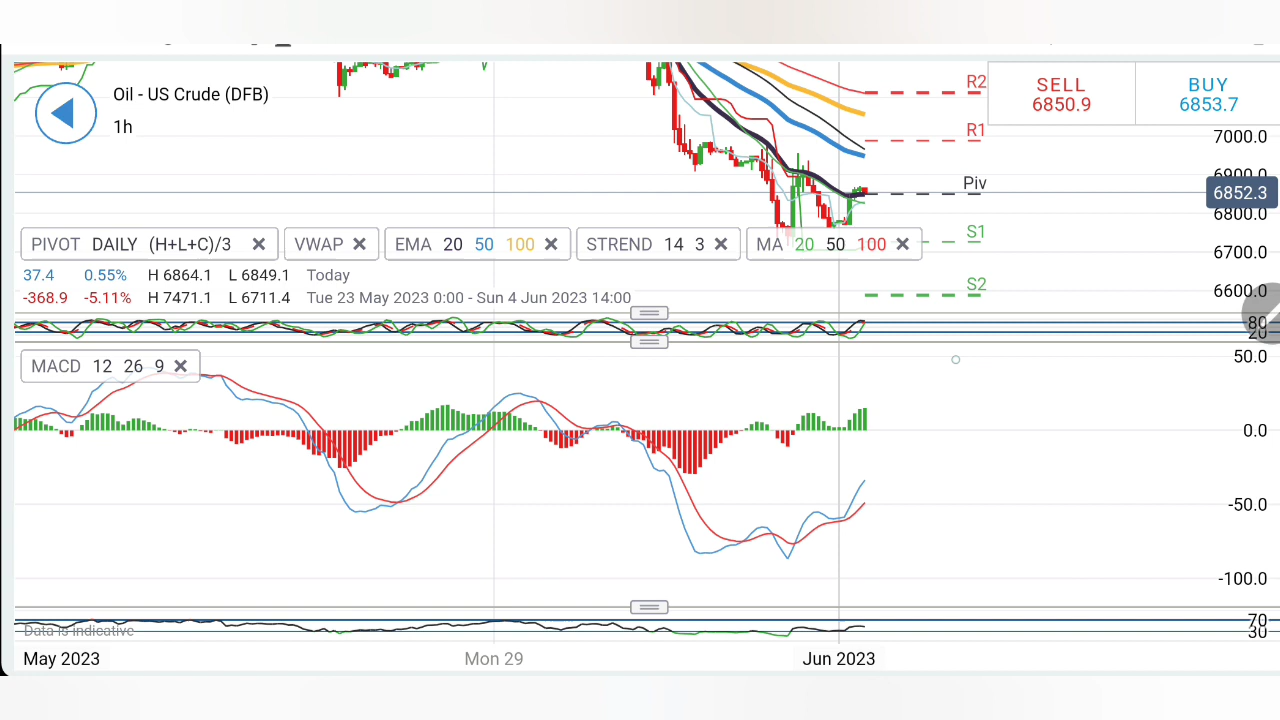 Oil - US Crude (DFB)
1h
R2
R1
Piv
S1
S2
SELL
6850.9
BUY
6853.7
7000.0
6900.0
6852.3
6800.0
6700.0
6600.0
PIVOT DAILY (H+L+C)/3
VWAP
EMA 20 50 100
STREND 14 3
MA 20 50 100
37.4 0.55% H 6864.1 L 6849.1 Today
-368.9 -5.11% H 7471.1 L 6711.4 Tue 23 May 2023 0:00 - Sun 4 Jun 2023 14:00
80
20
MACD 12 26 9
50.0
0.0
-50.0
-100.0
70
30
Data is indicative
May 2023 Mon 29 Jun 2023